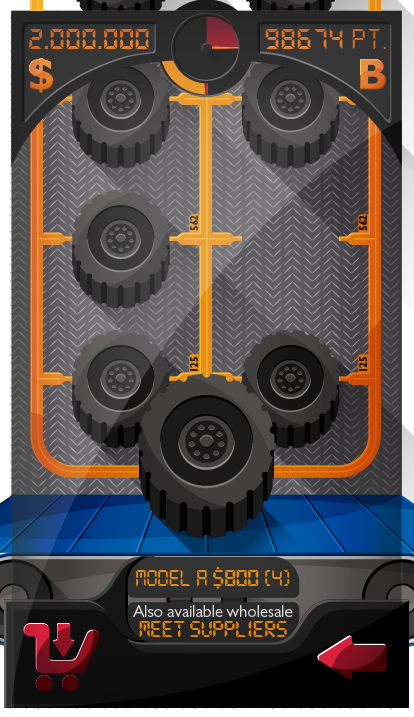 2.000.000
98674 PT.
$
B
562
562
125
125
MODEL A $800 (4)
Also available wholesale
MEET SUPPLIERS